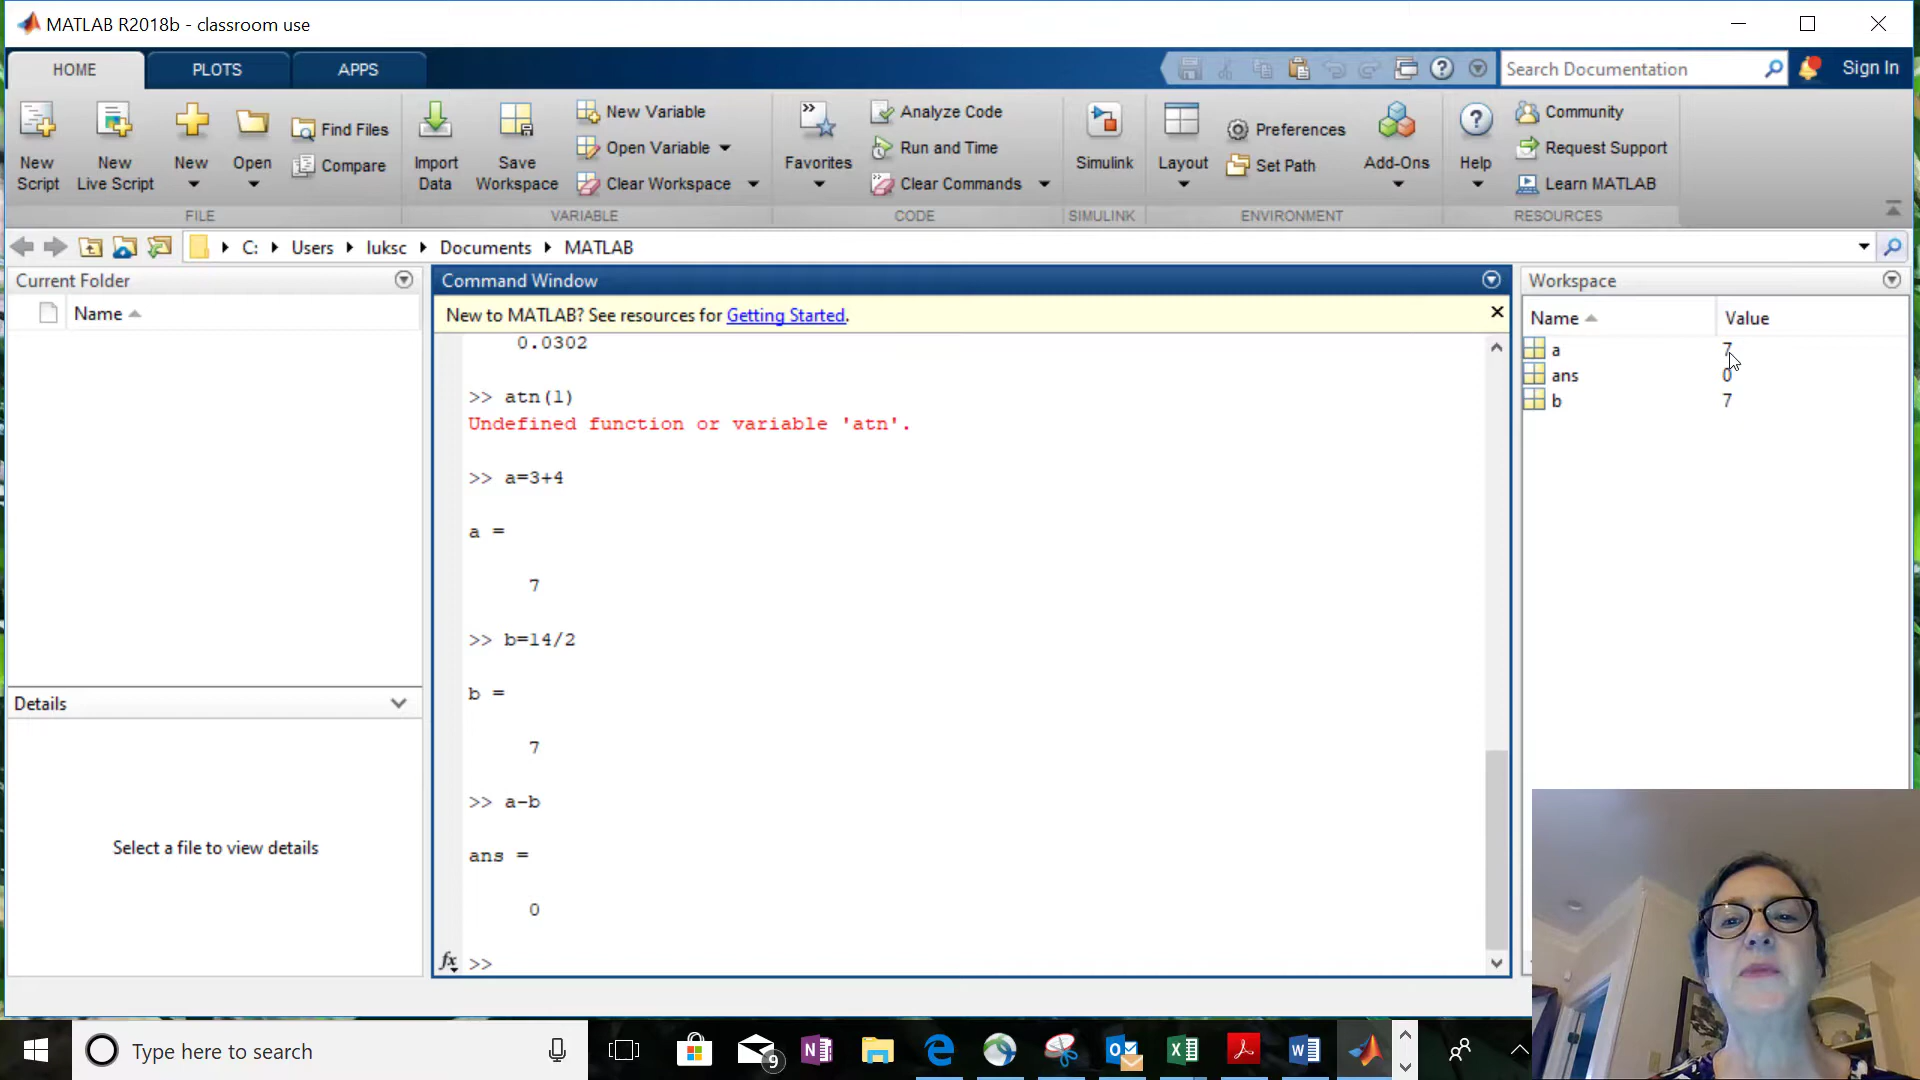 MATLAB R2018b - classroom use
HOME
PLOTS
APPS
Search Documentation
Sign In
New Script
New Live Script
New
Open
Find Files
Compare
Import Data
Save Workspace
New Variable
Open Variable
Clear Workspace
Favorites
Analyze Code
Run and Time
Clear Commands
Simulink
Layout
Preferences
Set Path
Add-Ons
Help
Community
Request Support
Learn MATLAB
FILE
VARIABLE
CODE
SIMULINK
ENVIRONMENT
RESOURCES
C: Users luksc Documents MATLAB
Current Folder
Name
Details
Select a file to view details
Command Window
New to MATLAB? See resources for Getting Started.
0.0302
>> atn(1)
Undefined function or variable 'atn'.
>> a=3+4
a =
7
>> b=14/2
b =
7
>> a-b
ans =
0
fx >>
Workspace
Name Value
a 7
ans 0
b 7
Type here to search
9